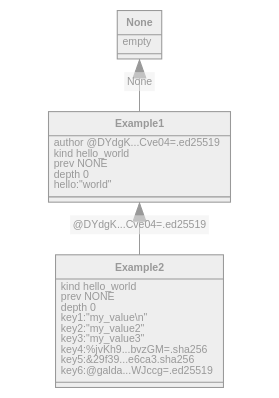 None
empty
None
Example1
author @DYdgK...Cve04=.ed25519
kind hello_world
prev NONE
depth 0
hello:"world"
@DYdgK...Cve04=.ed25519
Example2
kind hello_world
prev NONE
depth 0
key1:"my_value\n"
key2:"my_value2"
key3:"my_value3"
key4:%jvKh9...bvzGM=.sha256
key5:&29f39...e6ca3.sha256
key6:@galda...WJccg=.ed25519